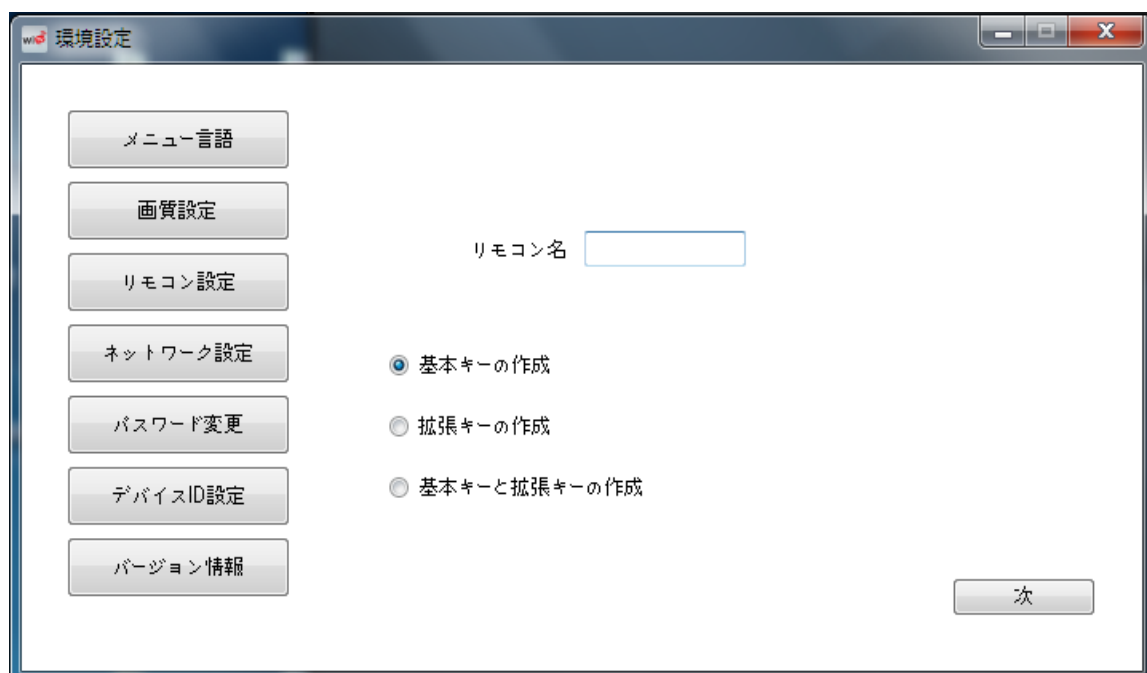 環境設定
メニュー言語
画質設定
リモコン設定
ネットワーク設定
パスワード変更
デバイスID設定
バージョン情報
リモコン名
基本キーの作成
拡張キーの作成
基本キーと拡張キーの作成
次